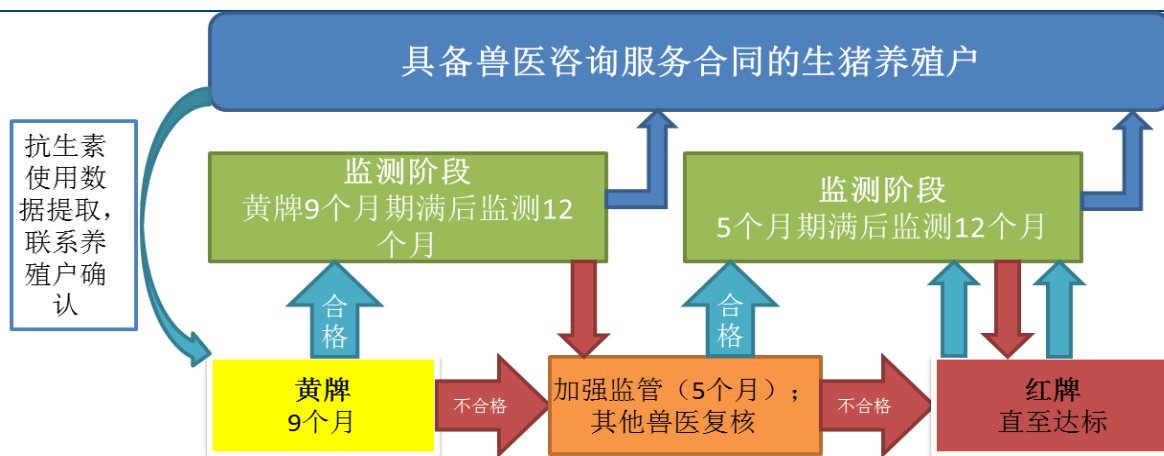 具备兽医咨询服务合同的生猪养殖户
抗生素
使用数
据提取，
联系养
殖户确
认
监测阶段
黄牌9个月期满后监测12
个月
监测阶段
5个月期满后监测12个月
合
格
合
格
黄牌
9个月
不合格
加强监管（5个月）；
其他兽医复核
不合格
红牌
直至达标